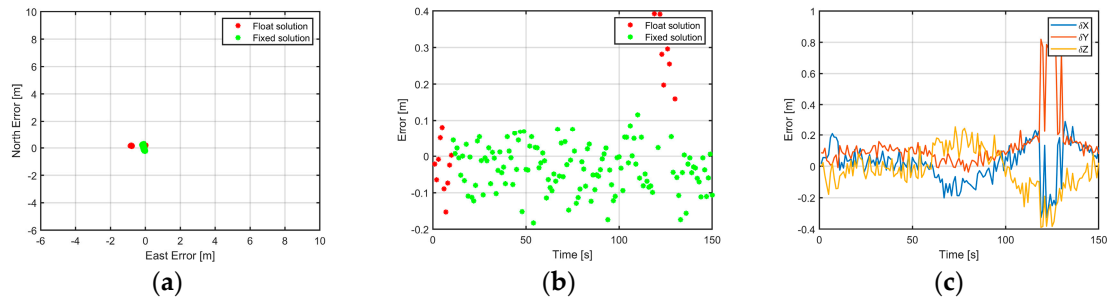 10
8
6
4
2
0
-2
-4
-6
-6 -4 -2 0 2 4 6 8 10
North Error [m]
East Error [m]
Float solution
Fixed solution
(a)
0.4
0.3
0.2
0.1
0
-0.1
-0.2
0 50 100 150
Error [m]
Time [s]
Float solution
Fixed solution
(b)
1
0.8
0.6
0.4
0.2
0
-0.2
-0.4
0 50 100 150
Error [m]
Time [s]
δX
δY
δZ
(c)